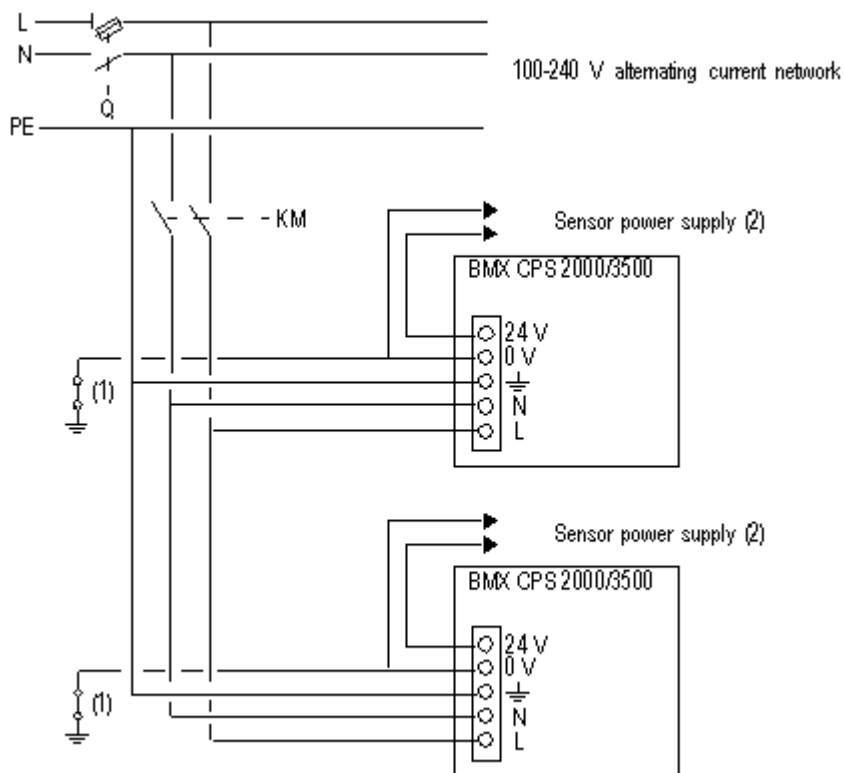 L
N
100-240 V alternating current network
Q
PE
KM
Sensor power supply (2)
BMX CPS 2000/3500
24 V
0 V
(1)
N
L
Sensor power supply (2)
BMX CPS 2000/3500
24 V
0 V
(1)
N
L